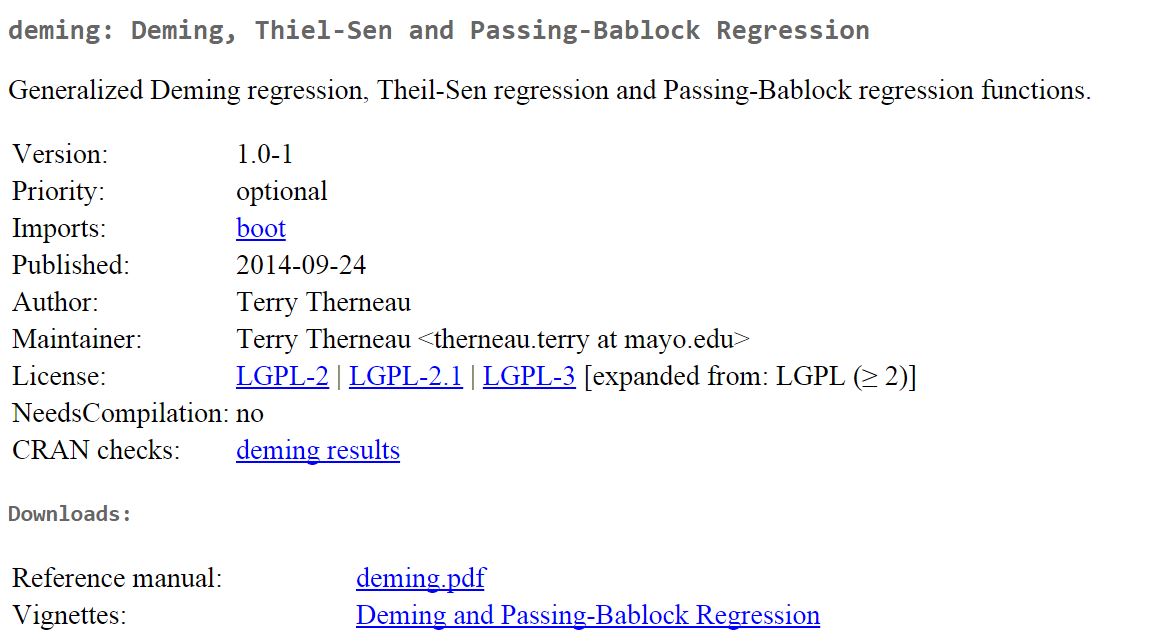 deming: Deming, Thiel-Sen and Passing-Bablock Regression
Generalized Deming regression, Theil-Sen regression and Passing-Bablock regression functions.
Version: 1.0-1
Priority: optional
Imports: boot
Published: 2014-09-24
Author: Terry Therneau
Maintainer: Terry Therneau <therneau.terry at mayo.edu>
License: LGPL-2 | LGPL-2.1 | LGPL-3 [expanded from: LGPL (≥ 2)]
NeedsCompilation: no
CRAN checks: deming results
Downloads:
Reference manual: deming.pdf
Vignettes: Deming and Passing-Bablock Regression